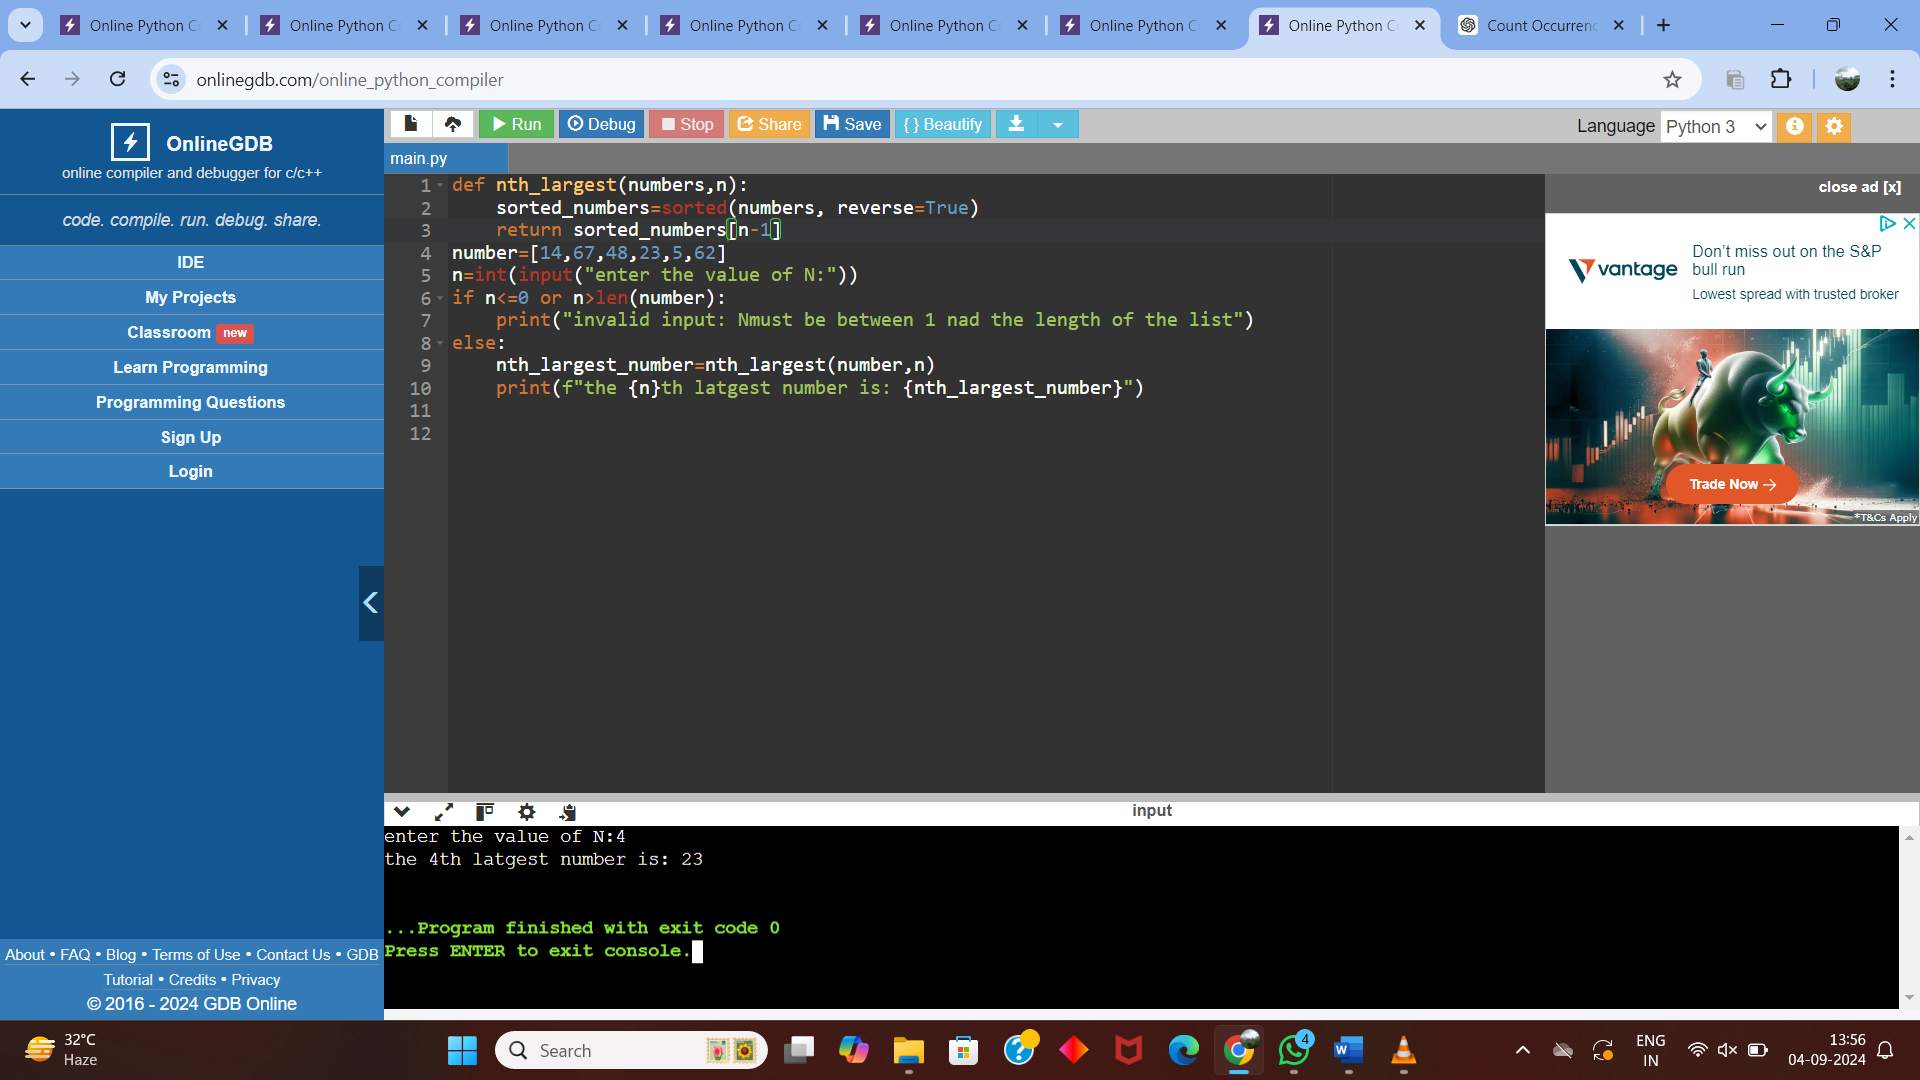 Online Python C
Online Python C
Online Python C
Online Python C
Online Python C
Online Python C
Online Python C
Count Occurrenc
onlinegdb.com/online_python_compiler
OnlineGDB
online compiler and debugger for c/c++
code. compile. run. debug. share.
IDE
My Projects
Classroom new
Learn Programming
Programming Questions
Sign Up
Login
About • FAQ • Blog • Terms of Use • Contact Us • GDB
Tutorial • Credits • Privacy
© 2016 - 2024 GDB Online
Run Debug Stop Share Save { } Beautify
Language Python 3
main.py
1 def nth_largest(numbers,n):
2 sorted_numbers=sorted(numbers, reverse=True)
3 return sorted_numbers[n-1]
4 number=[14,67,48,23,5,62]
5 n=int(input("enter the value of N:"))
6 if n<=0 or n>len(number):
7 print("invalid input: Nmust be between 1 nad the length of the list")
8 else:
9 nth_largest_number=nth_largest(number,n)
10 print(f"the {n}th latgest number is: {nth_largest_number}")
11
12
close ad [x]
vantage
Don't miss out on the S&P
bull run
Lowest spread with trusted broker
Trade Now →
*T&Cs Apply
input
enter the value of N:4
the 4th latgest number is: 23
...Program finished with exit code 0
Press ENTER to exit console.
32°C
Haze
Search
4
ENG
IN
13:56
04-09-2024